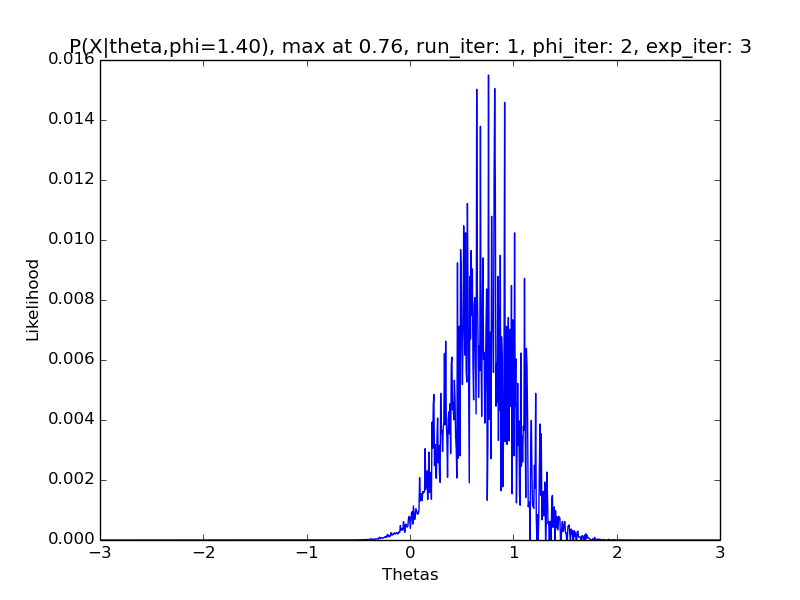 P(X|theta,phi=1.40), max at 0.76, run_iter: 1, phi_iter: 2, exp_iter: 3
0.016
0.014
0.012
0.010
0.008
0.006
0.004
0.002
0.000
Likelihood
−3 −2 −1 0 1 2 3
Thetas